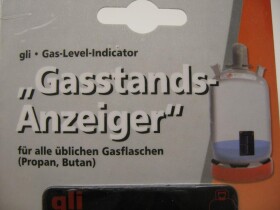 gli • Gas-Level-Indicator
„Gasstands-
Anzeiger”
für alle üblichen Gasflaschen
(Propan, Butan)
gli